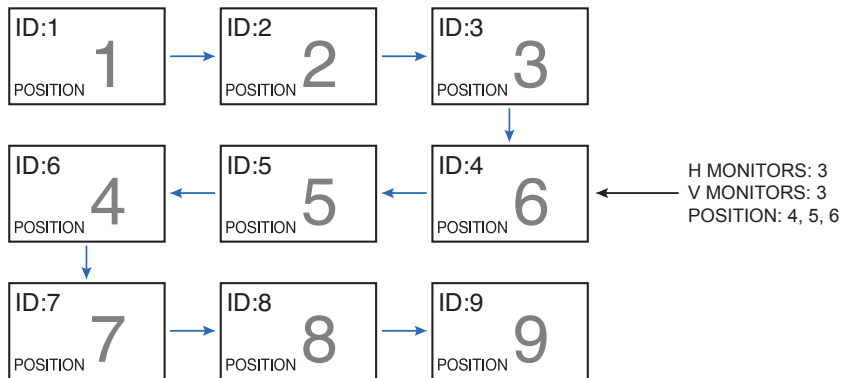 ID:1
POSITION 1
ID:2
POSITION 2
ID:3
POSITION 3
ID:6
POSITION 4
ID:5
POSITION 5
ID:4
POSITION 6
H MONITORS: 3
V MONITORS: 3
POSITION: 4, 5, 6
ID:7
POSITION 7
ID:8
POSITION 8
ID:9
POSITION 9